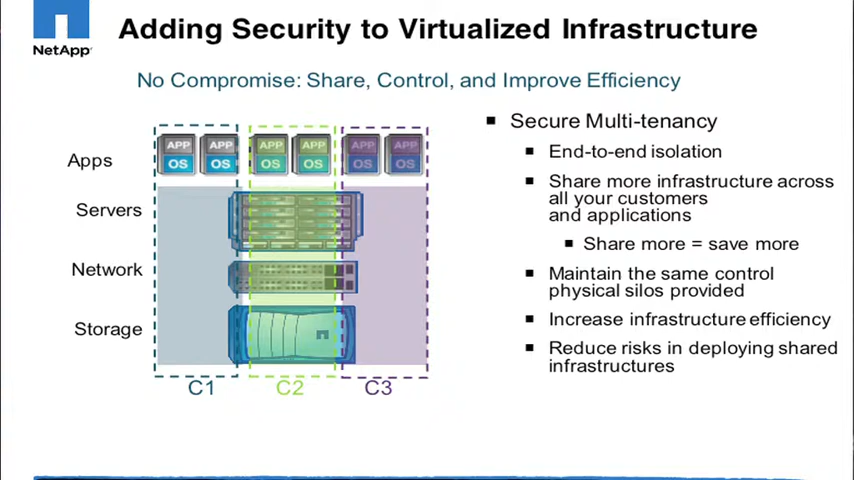 NetApp
Adding Security to Virtualized Infrastructure
No Compromise: Share, Control, and Improve Efficiency
Apps
APP APP APP APP APP APP
OS OS OS OS OS OS
Servers
Network
Storage
C1 C2 C3
Secure Multi-tenancy
End-to-end isolation
Share more infrastructure across
all your customers
and applications
Share more = save more
Maintain the same control
physical silos provided
Increase infrastructure efficiency
Reduce risks in deploying shared
infrastructures